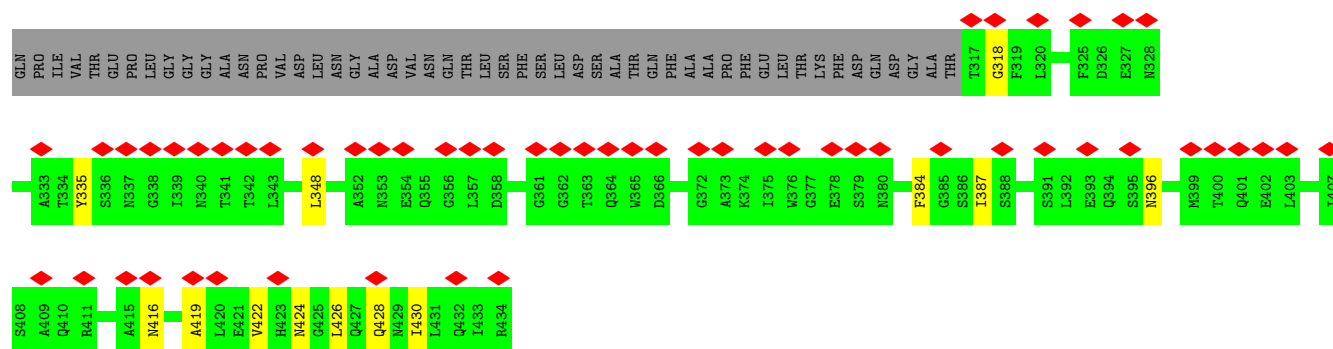 GLN PRO ILE VAL THR GLU PRO LEU GLY GLY GLY ALA ASN PRO VAL ASP LEU ASN GLY ALA ASP VAL ASN GLN THR LEU SER PHE SER LEU ASP SER ALA THR GLN PHE ALA ALA PRO PHE GLU LEU THR LYS PHE ASP GLN ASP GLY ALA THR T317 G318 F319 L320 F325 D326 E327 N328
A333 T334 Y335 S336 N337 G338 I339 N340 T341 T342 L343 L348 A352 N353 E354 Q355 G356 L357 D358 G361 G362 T363 Q364 W365 D366 G372 A373 K374 I375 W376 G377 E378 S379 N380 F384 G385 S386 I387 S388 S391 L392 E393 Q394 S395 N396 M399 T400 Q401 E402 L403
S408 A409 Q410 R411 A415 N416 A419 L420 E421 V422 H423 N424 G425 L426 Q427 Q428 N429 I430 L431 Q432 I433 R434